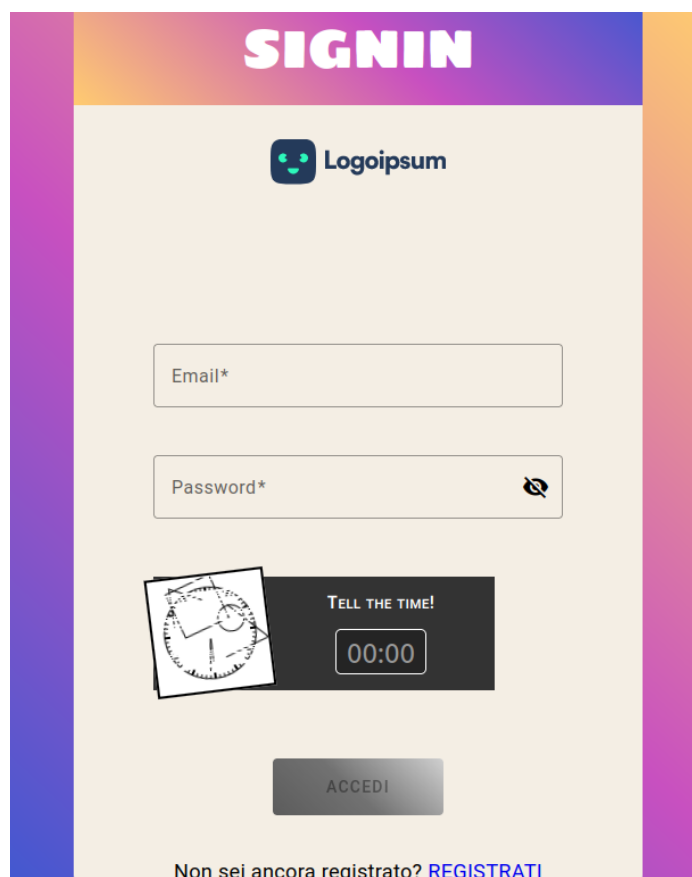 SIGNIN
Logoipsum
Email*
Password*
TELL THE TIME!
00:00
ACCEDI
Non sei ancora registrato? REGISTRATI